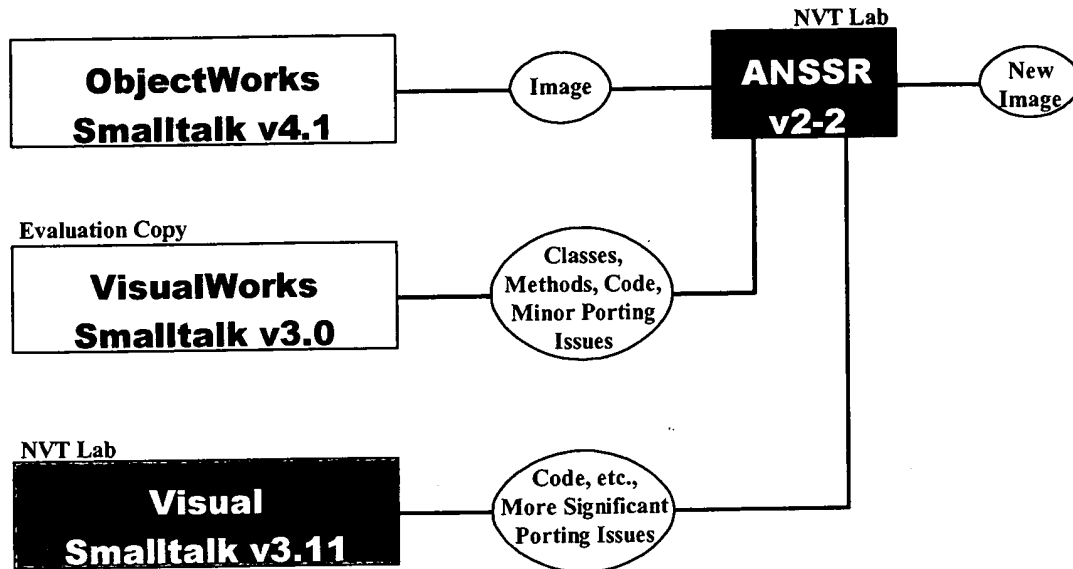 NVT Lab
ObjectWorks
Smalltalk v4.1
Image
ANSSR
v2-2
New
Image
Evaluation Copy
VisualWorks
Smalltalk v3.0
Classes,
Methods, Code,
Minor Porting
Issues
NVT Lab
Visual
Smalltalk v3.11
Code, etc.,
More Significant
Porting Issues